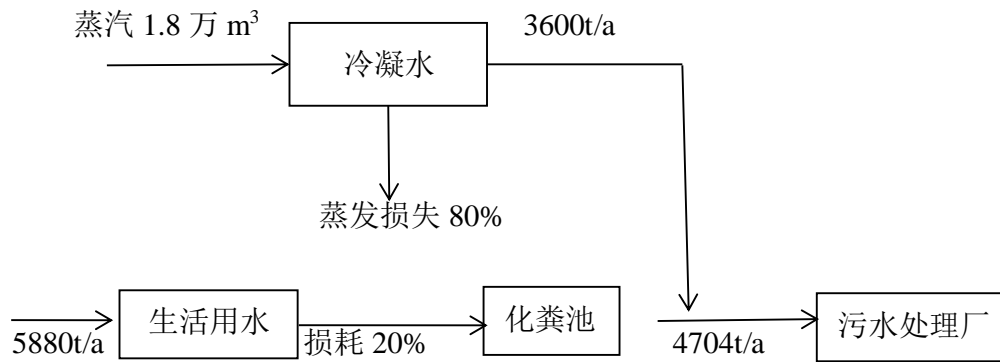 蒸汽 1.8 万 m³
3600t/a
冷凝水
蒸发损失 80%
生活用水
化粪池
污水处理厂
5880t/a
损耗 20%
4704t/a